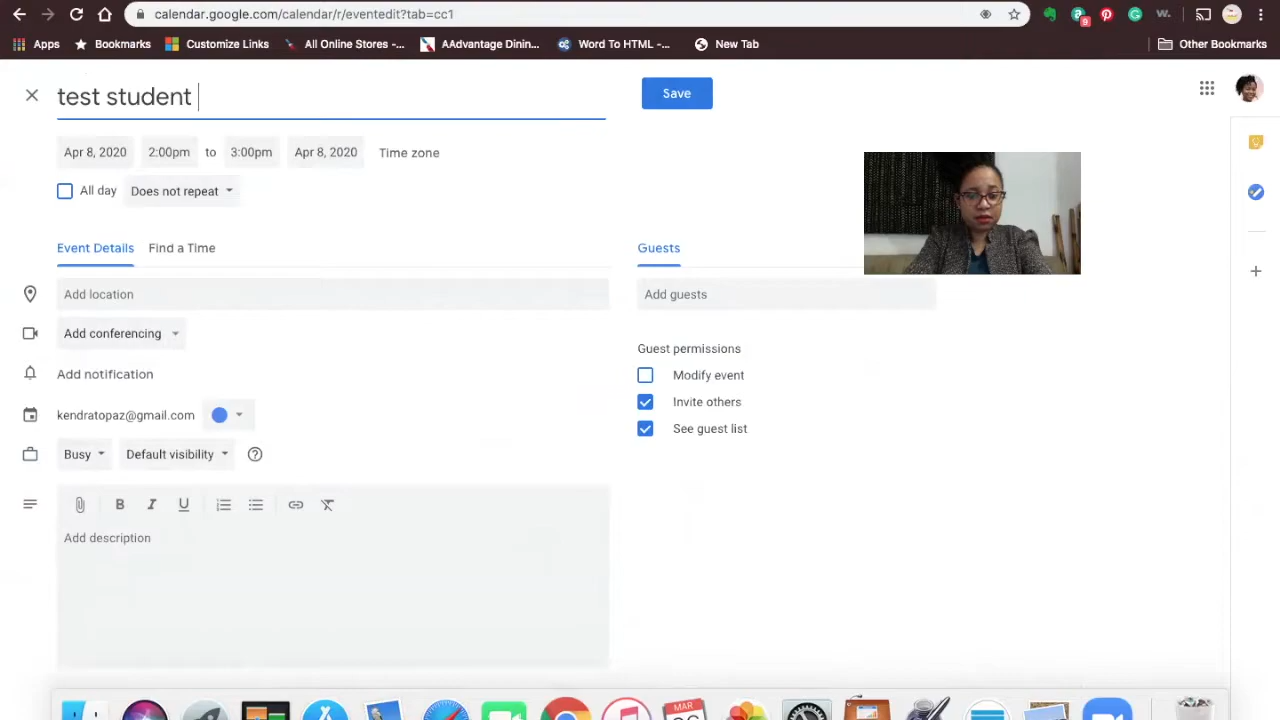 calendar.google.com/calendar/r/eventedit?tab=cc1
9
w.
Apps Bookmarks Customize Links All Online Stores -... AAdvantage Dinin... Word To HTML -... New Tab Other Bookmarks
test student
Save
Apr 8, 2020 2:00pm to 3:00pm Apr 8, 2020 Time zone
All day Does not repeat
Event Details Find a Time
Guests
Add location
Add guests
Add conferencing
Guest permissions
Add notification
Modify event
Invite others
kendratopaz@gmail.com
See guest list
Busy Default visibility
B I U
Add description
MAR